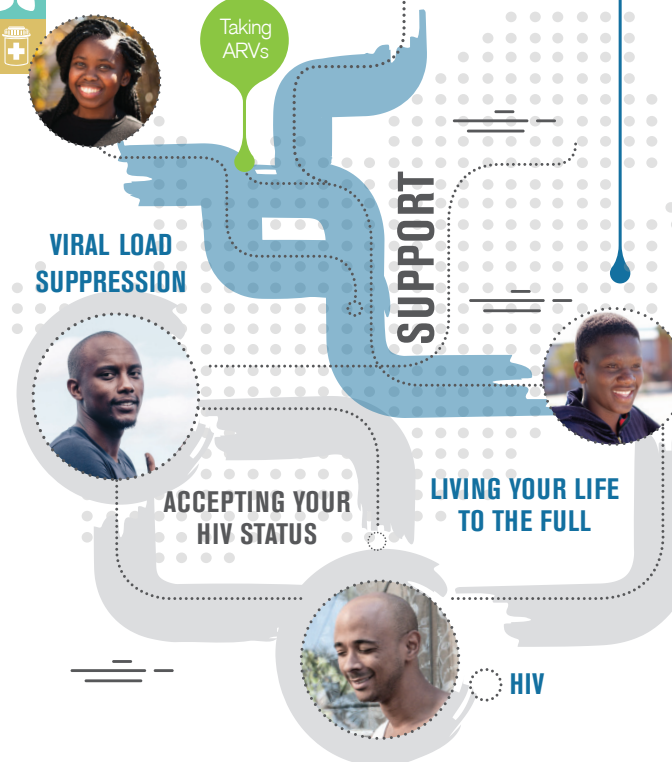 Taking
ARVs
SUPPORT
VIRAL LOAD
SUPPRESSION
ACCEPTING YOUR
HIV STATUS
LIVING YOUR LIFE
TO THE FULL
HIV